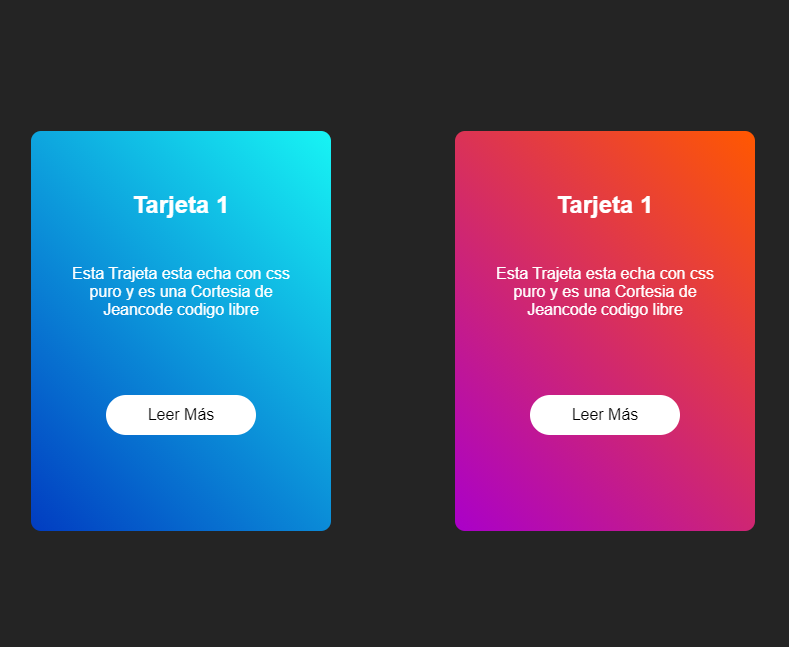 Tarjeta 1
Esta Trajeta esta echa con css
puro y es una Cortesia de
Jeancode codigo libre
Leer Más
Tarjeta 1
Esta Trajeta esta echa con css
puro y es una Cortesia de
Jeancode codigo libre
Leer Más